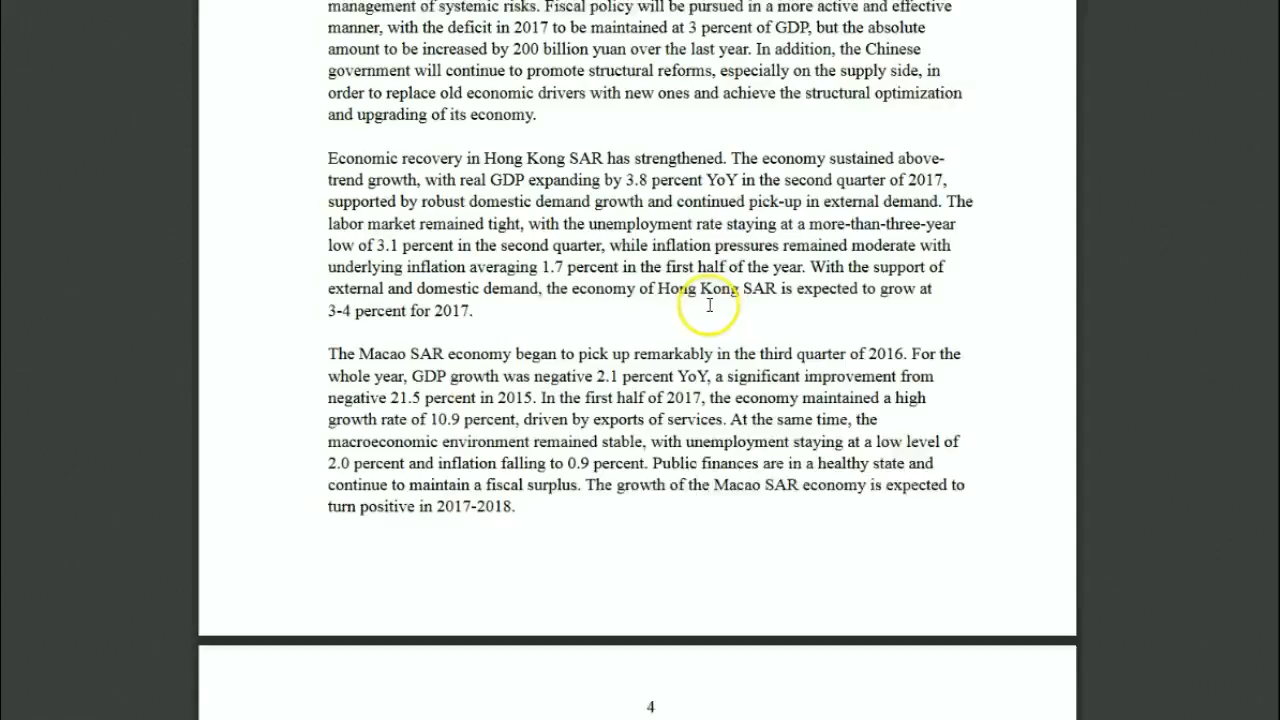 management of systemic risks. Fiscal policy will be pursued in a more active and effective
manner, with the deficit in 2017 to be maintained at 3 percent of GDP, but the absolute
amount to be increased by 200 billion yuan over the last year. In addition, the Chinese
government will continue to promote structural reforms, especially on the supply side, in
order to replace old economic drivers with new ones and achieve the structural optimization
and upgrading of its economy.
Economic recovery in Hong Kong SAR has strengthened. The economy sustained above-
trend growth, with real GDP expanding by 3.8 percent YoY in the second quarter of 2017,
supported by robust domestic demand growth and continued pick-up in external demand. The
labor market remained tight, with the unemployment rate staying at a more-than-three-year
low of 3.1 percent in the second quarter, while inflation pressures remained moderate with
underlying inflation averaging 1.7 percent in the first half of the year. With the support of
external and domestic demand, the economy of Hong Kong SAR is expected to grow at
3-4 percent for 2017.
The Macao SAR economy began to pick up remarkably in the third quarter of 2016. For the
whole year, GDP growth was negative 2.1 percent YoY, a significant improvement from
negative 21.5 percent in 2015. In the first half of 2017, the economy maintained a high
growth rate of 10.9 percent, driven by exports of services. At the same time, the
macroeconomic environment remained stable, with unemployment staying at a low level of
2.0 percent and inflation falling to 0.9 percent. Public finances are in a healthy state and
continue to maintain a fiscal surplus. The growth of the Macao SAR economy is expected to
turn positive in 2017-2018.
4